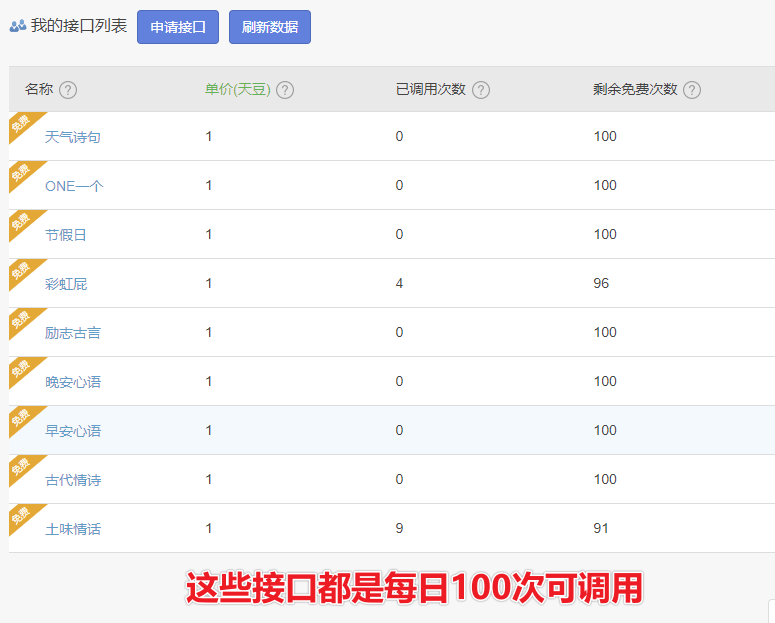 我的接口列表 申请接口 刷新数据
名称 ? 单价(天豆) ? 已调用次数 ? 剩余免费次数 ?
免费 天气诗句 1 0 100
免费 ONE一个 1 0 100
免费 节假日 1 0 100
免费 彩虹屁 1 4 96
免费 励志古言 1 0 100
免费 晚安心语 1 0 100
免费 早安心语 1 0 100
免费 古代情诗 1 0 100
免费 土味情话 1 9 91
这些接口都是每日100次可调用